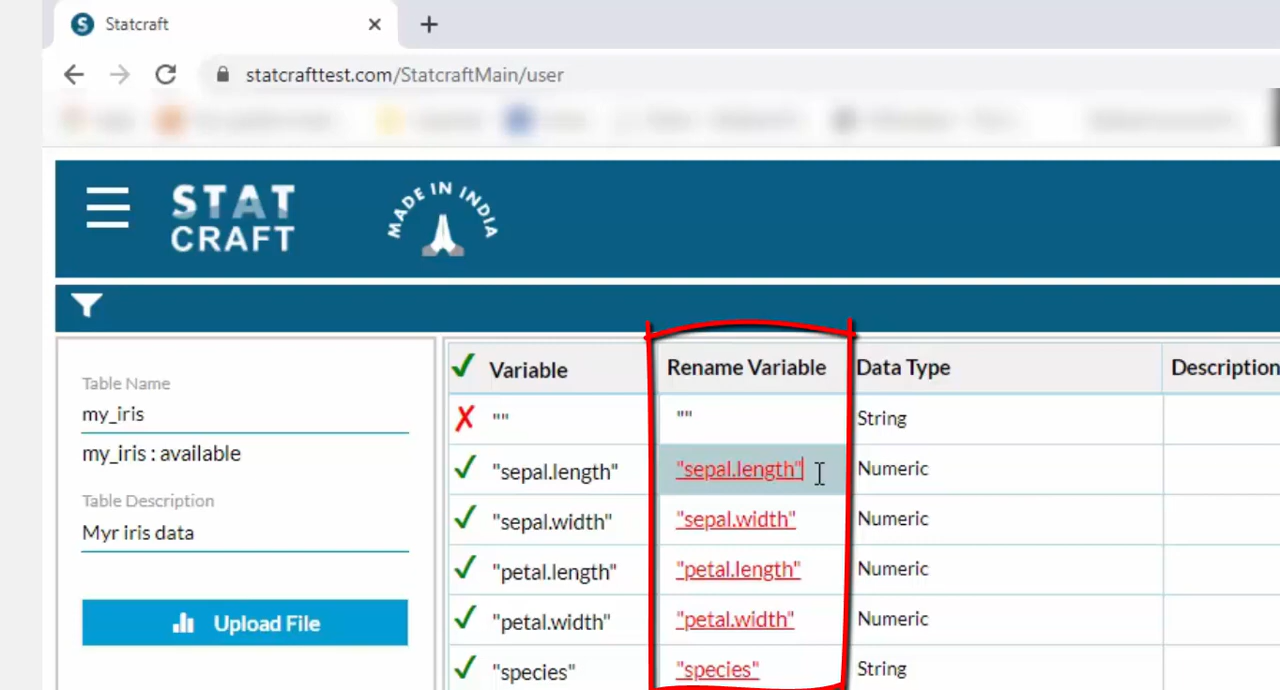 Statcraft
statcrafttest.com/StatcraftMain/user
STAT
CRAFT
MADE IN INDIA
Table Name
my_iris
my_iris : available
Table Description
Myr iris data
Upload File
Variable Rename Variable Data Type Description
"" "" String
"sepal.length" "sepal.length" Numeric
"sepal.width" "sepal.width" Numeric
"petal.length" "petal.length" Numeric
"petal.width" "petal.width" Numeric
"species" "species" String